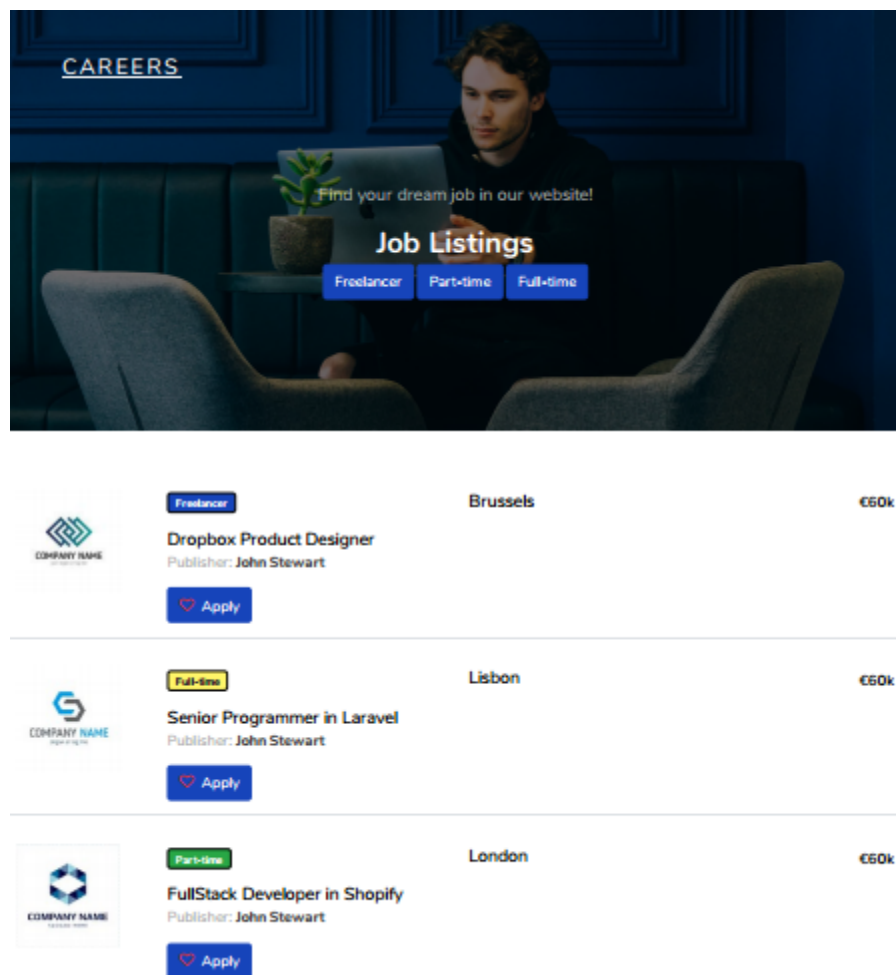 CAREERS
Find your dream job in our website!
Job Listings
Freelancer Part-time Full-time
Freelancer Brussels €60k
Dropbox Product Designer
Publisher: John Stewart
COMPANY NAME
Apply
Full-time Lisbon €60k
Senior Programmer in Laravel
COMPANY NAME
Publisher: John Stewart
Apply
Part-time London €60k
FullStack Developer in Shopify
COMPANY NAME
Publisher: John Stewart
Apply